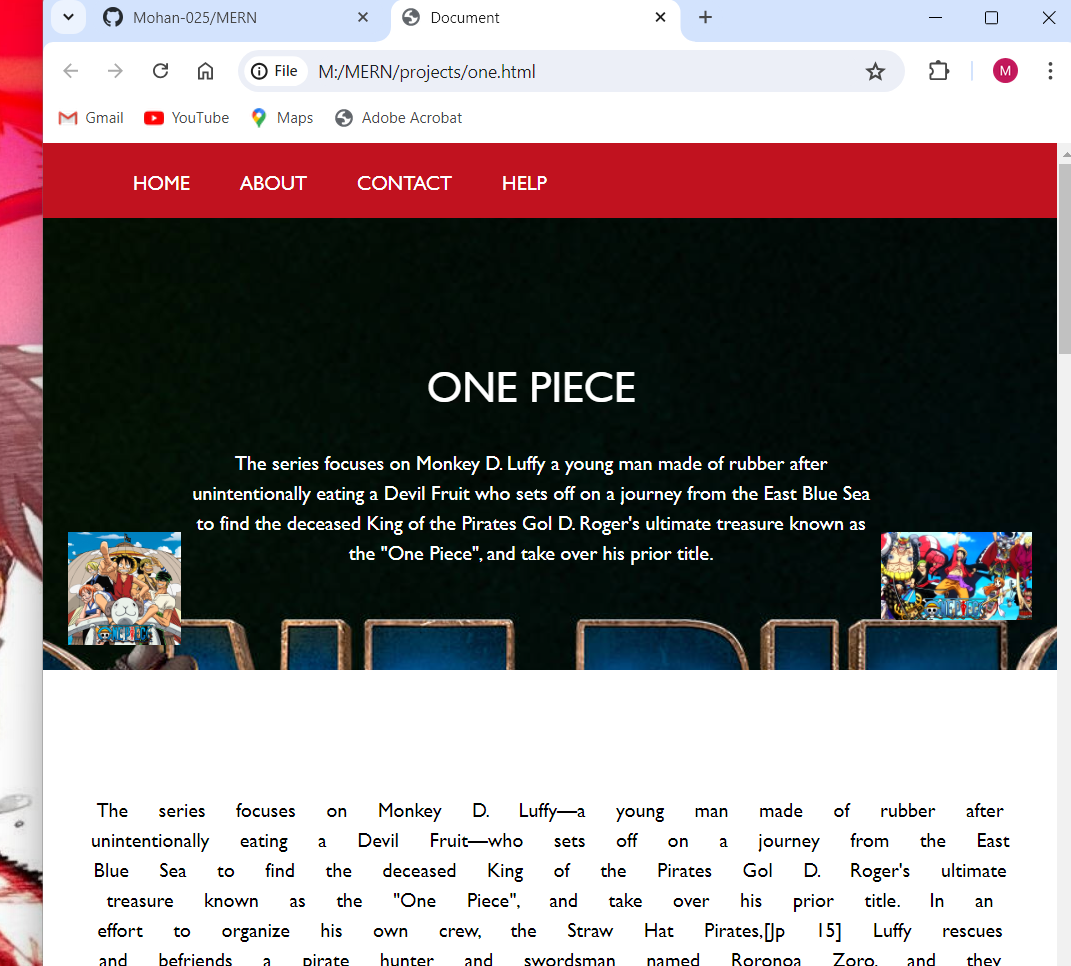 Mohan-025/MERN
Document
File
M:/MERN/projects/one.html
M
Gmail
YouTube
Maps
Adobe Acrobat
HOME
ABOUT
CONTACT
HELP
ONE PIECE
The series focuses on Monkey D. Luffy a young man made of rubber after
unintentionally eating a Devil Fruit who sets off on a journey from the East Blue Sea
to find the deceased King of the Pirates Gol D. Roger's ultimate treasure known as
the "One Piece", and take over his prior title.
ONE PIECE
ONE PIECE
The series focuses on Monkey D. Luffy—a young man made of rubber after
unintentionally eating a Devil Fruit—who sets off on a journey from the East
Blue Sea to find the deceased King of the Pirates Gol D. Roger's ultimate
treasure known as the "One Piece", and take over his prior title. In an
effort to organize his own crew, the Straw Hat Pirates,[Jp 15] Luffy rescues
and befriends a pirate hunter and swordsman named Roronoa Zoro, and they